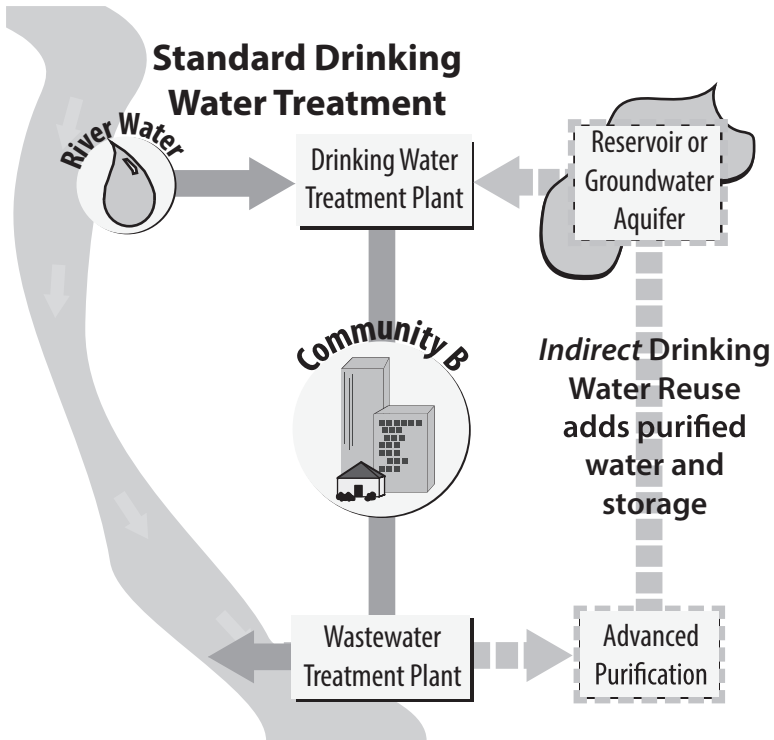 Standard Drinking
Water Treatment
River Water
Drinking Water
Treatment Plant
Reservoir or
Groundwater
Aquifer
Community B
Indirect Drinking
Water Reuse
adds purified
water and
storage
Wastewater
Treatment Plant
Advanced
Purification